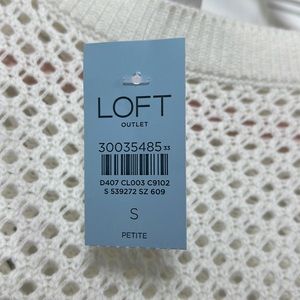 LOFT
OUTLET
30035485 33
D407 CL003 C9102
S 539272 SZ 609
S
PETITE